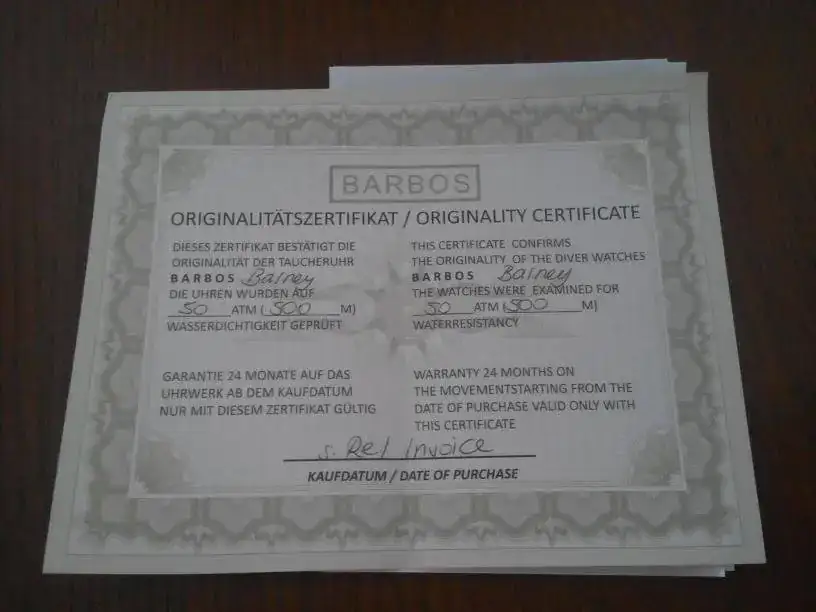 BARBOS
ORIGINALITÄTSZERTIFIKAT / ORIGINALITY CERTIFICATE
DIESES ZERTIFIKAT BESTÄTIGT DIE
ORIGINALITÄT DER TAUCHERUHR
BARBOS Barney
DIE UHREN WURDEN AUF
50 ATM (500 M)
WASSERDICHTIGKEIT GEPRÜFT
THIS CERTIFICATE CONFIRMS
THE ORIGINALITY OF THE DIVER WATCHES
BARBOS Barney
THE WATCHES WERE EXAMINED FOR
50 ATM (500 M)
WATERRESISTANCY
GARANTIE 24 MONATE AUF DAS
UHRWERK AB DEM KAUFDATUM
NUR MIT DIESEM ZERTIFIKAT GÜLTIG
WARRANTY 24 MONTHS ON
THE MOVEMENTSTARTING FROM THE
DATE OF PURCHASE VALID ONLY WITH
THIS CERTIFICATE
s. Re/ Invoice
KAUFDATUM / DATE OF PURCHASE